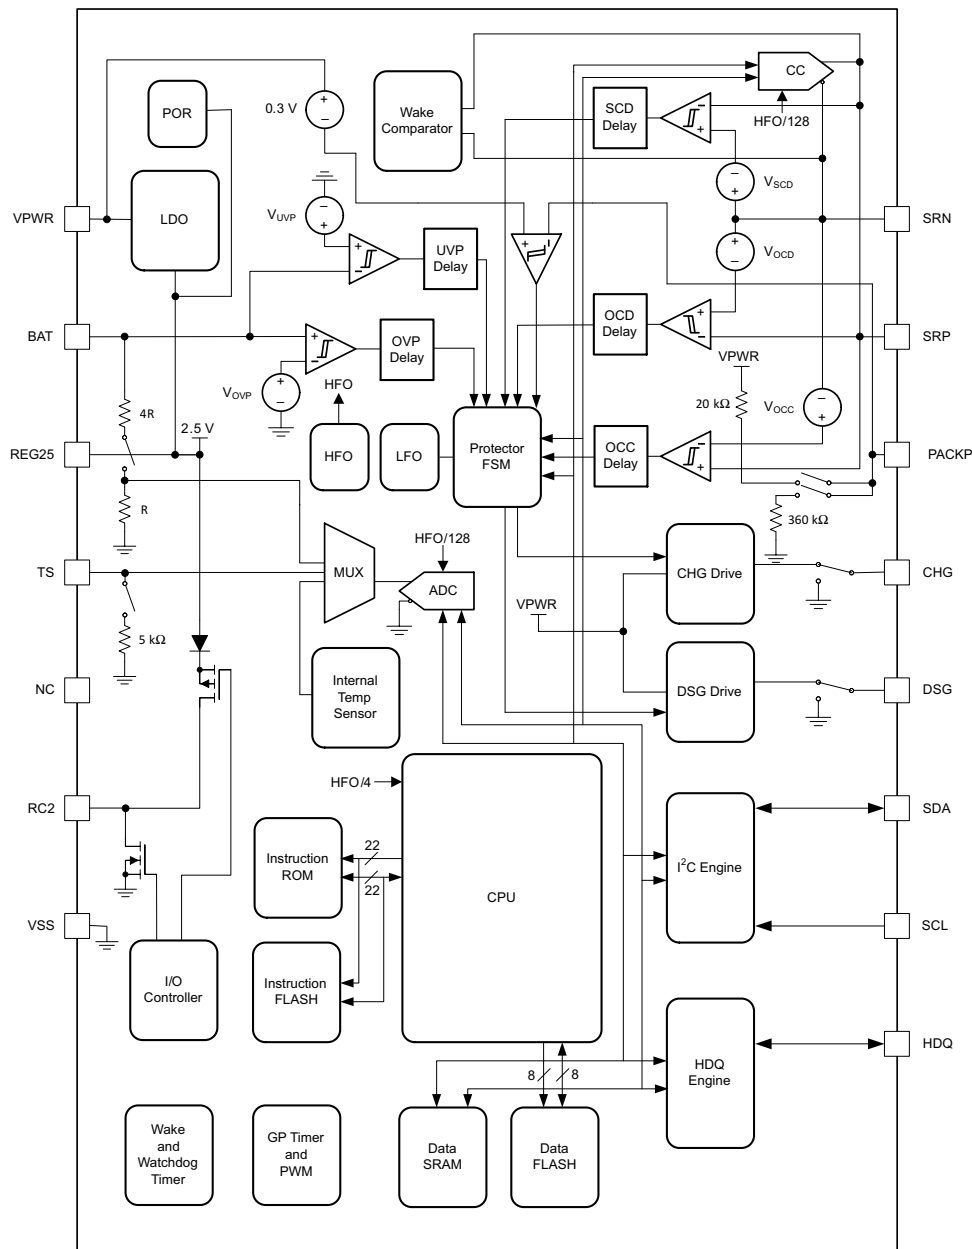 POR
0.3 V
Wake
Comparator
SCD
Delay
CC
HFO/128
VPWR
LDO
VUVP
UVP
Delay
+
−
VSCD
VOCD
SRN
BAT
OVP
Delay
VOVP
HFO
OCD
Delay
SRP
VPWR
20 kΩ
VOCC
4R
2.5 V
REG25
HFO
LFO
Protector
FSM
OCC
Delay
PACKP
R
360 kΩ
TS
MUX
HFO/128
ADC
CHG Drive
CHG
VPWR
5 kΩ
NC
Internal
Temp
Sensor
DSG Drive
DSG
HFO/4
RC2
Instruction
ROM
22
22
CPU
I2C Engine
SDA
SCL
VSS
I/O
Controller
Instruction
FLASH
HDQ
Engine
HDQ
8
8
Wake
and
Watchdog
Timer
GP Timer
and
PWM
Data
SRAM
Data
FLASH